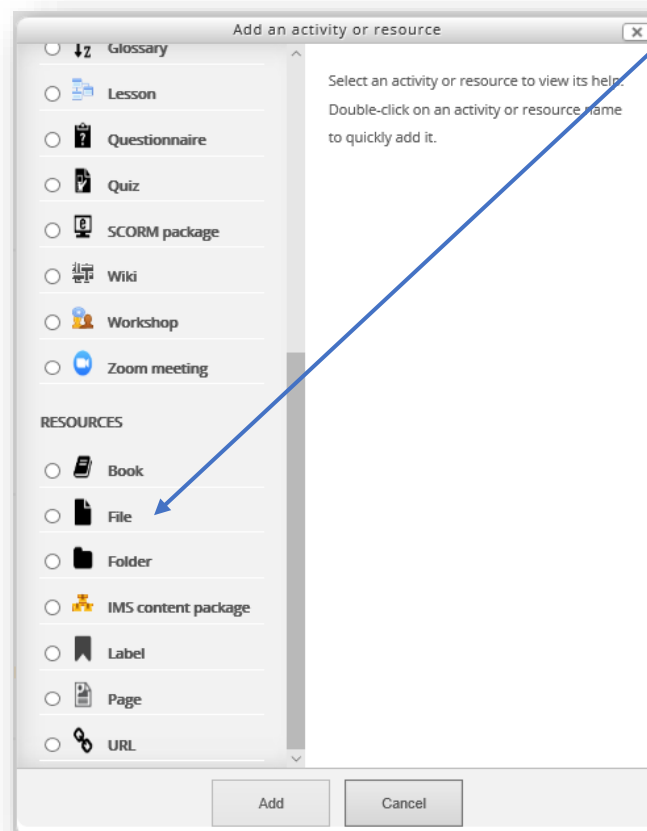 Add an activity or resource
Glossary
Lesson
Questionnaire
Quiz
SCORM package
Wiki
Workshop
Zoom meeting
RESOURCES
Book
File
Folder
IMS content package
Label
Page
URL
Select an activity or resource to view its help.
Double-click on an activity or resource name
to quickly add it.
Add
Cancel